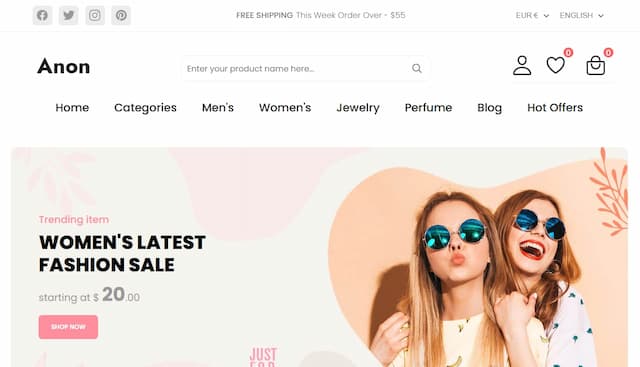 FREE SHIPPING This Week Order Over - $55
EUR €
ENGLISH
Anon
Enter your product name here...
0
0
Home Categories Men's Women's Jewelry Perfume Blog Hot Offers
Trending item
WOMEN'S LATEST
FASHION SALE
starting at $ 20.00
SHOP NOW
JUST